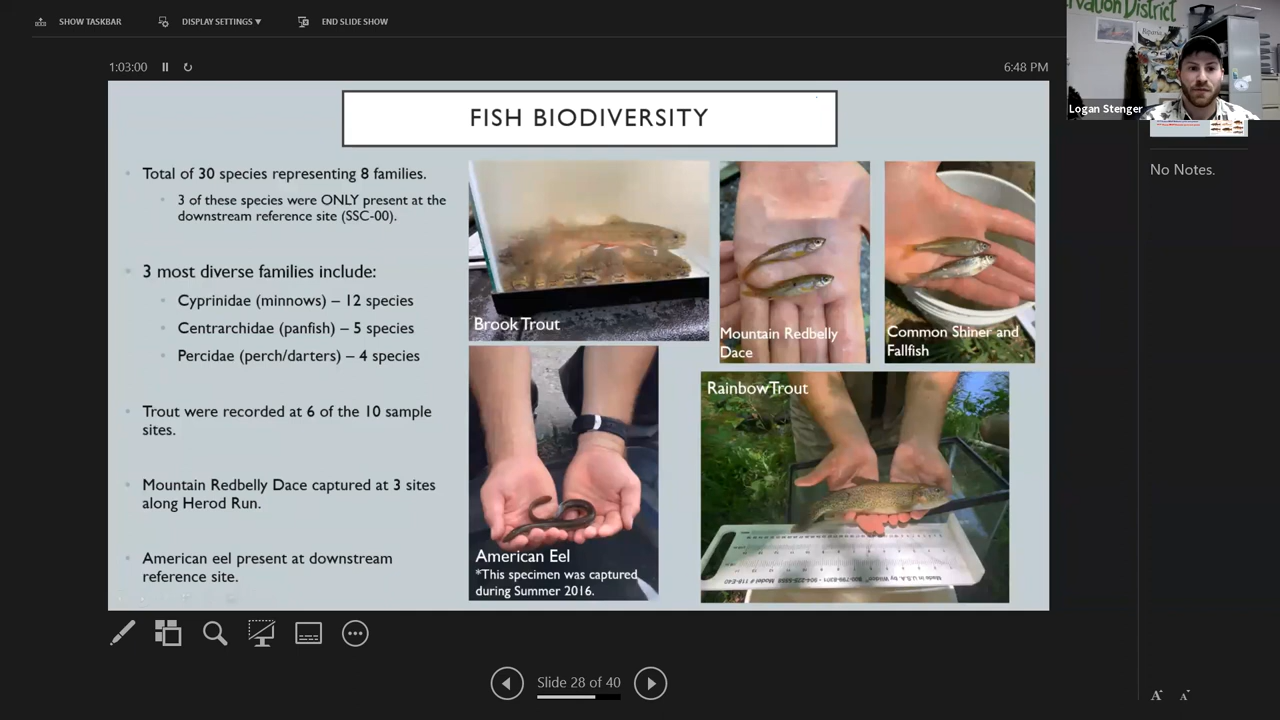 SHOW TASKBAR
DISPLAY SETTINGS ▼
END SLIDE SHOW
1:03:00
6:48 PM
rvation District
Logan Stenger
No Notes.
FISH BIODIVERSITY
Total of 30 species representing 8 families.
3 of these species were ONLY present at the
downstream reference site (SSC-00).
3 most diverse families include:
Cyprinidae (minnows) – 12 species
Centrarchidae (panfish) – 5 species
Percidae (perch/darters) – 4 species
Trout were recorded at 6 of the 10 sample
sites.
Mountain Redbelly Dace captured at 3 sites
along Herod Run.
American eel present at downstream
reference site.
Brook Trout
Mountain Redbelly
Dace
Common Shiner and
Fallfish
American Eel
*This specimen was captured
during Summer 2016.
Rainbow Trout
Slide 28 of 40
A
A